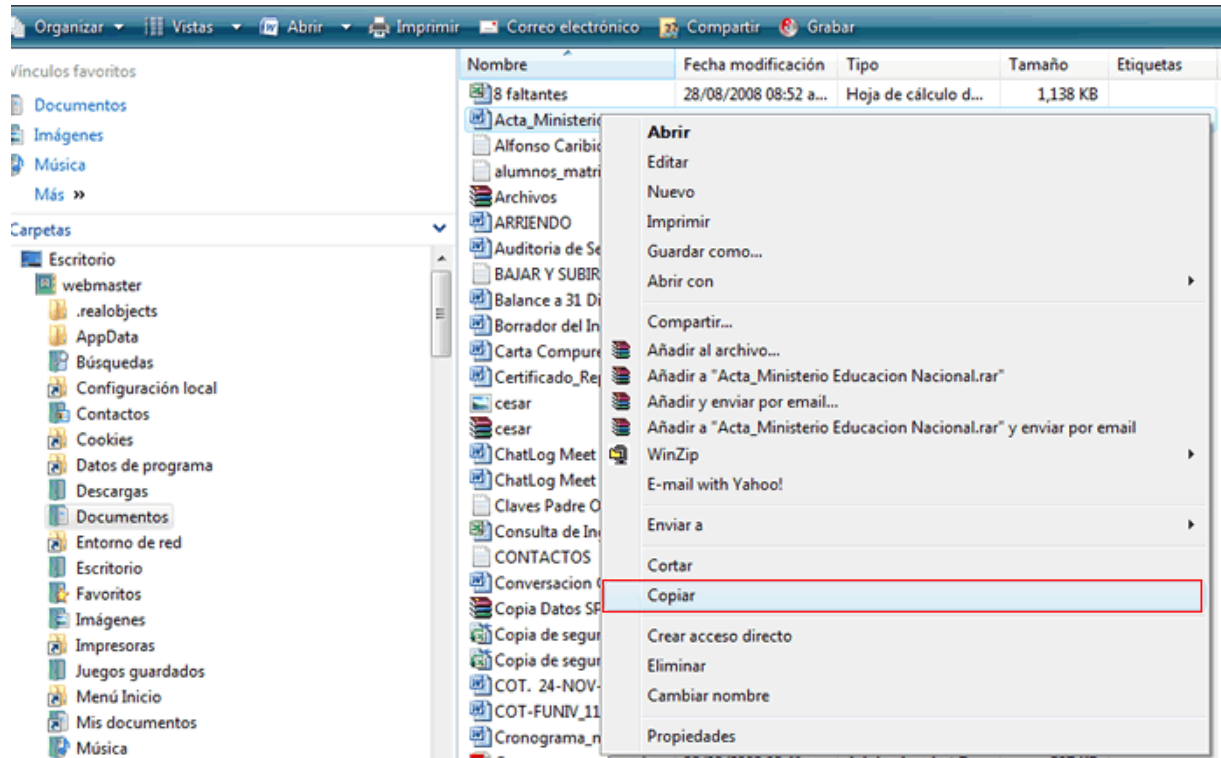 Organizar Vistas Abrir Imprimir Correo electrónico Compartir Grabar
Vínculos favoritos
Documentos
Imágenes
Música
Más »
Carpetas
Escritorio
webmaster
.realobjects
AppData
Búsquedas
Configuración local
Contactos
Cookies
Datos de programa
Descargas
Documentos
Entorno de red
Escritorio
Favoritos
Imágenes
Impresoras
Juegos guardados
Menú Inicio
Mis documentos
Música
Nombre Fecha modificación Tipo Tamaño Etiquetas
8 faltantes 28/08/2008 08:52 a... Hoja de cálculo d... 1,138 KB
Acta_Ministerio
Alfonso Caribic
alumnos_matri
Archivos
ARRIENDO
Auditoria de Se
BAJAR Y SUBIR
Balance a 31 Di
Borrador del In
Carta Compure
Certificado_Rep
cesar
cesar
ChatLog Meet
ChatLog Meet
Claves Padre O
Consulta de Ing
CONTACTOS
Conversacion
Copia Datos SP
Copia de segur
Copia de segur
COT. 24-NOV-
COT-FUNIV_11
Cronograma_n
Abrir
Editar
Nuevo
Imprimir
Guardar como...
Abrir con
Compartir...
Añadir al archivo...
Añadir a "Acta_Ministerio Educacion Nacional.rar"
Añadir y enviar por email...
Añadir a "Acta_Ministerio Educacion Nacional.rar" y enviar por email
WinZip
E-mail with Yahoo!
Enviar a
Cortar
Copiar
Crear acceso directo
Eliminar
Cambiar nombre
Propiedades